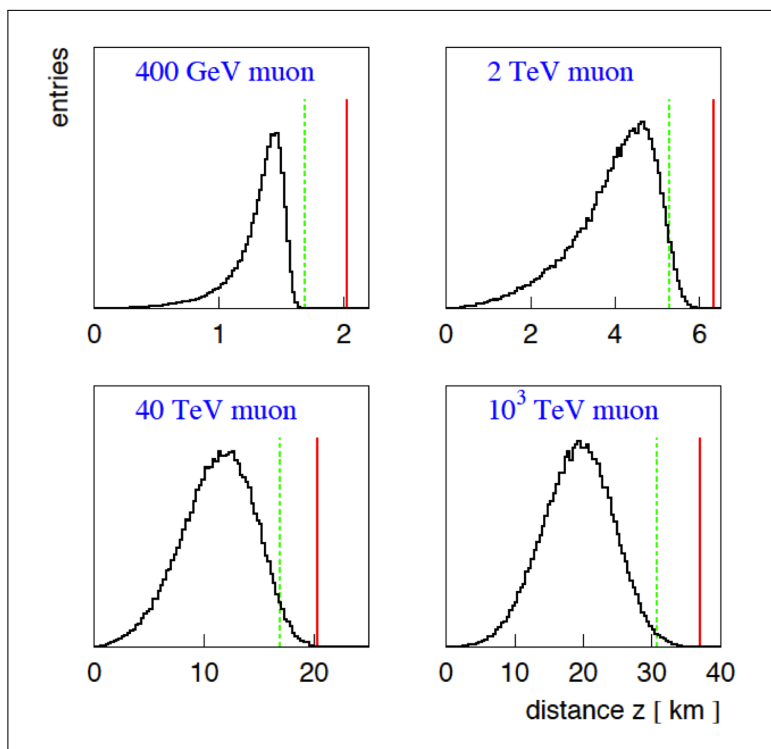 entries
400 GeV muon
0 1 2
2 TeV muon
0 2 4 6
40 TeV muon
0 10 20
10³ TeV muon
0 10 20 30 40
distance z [ km ]